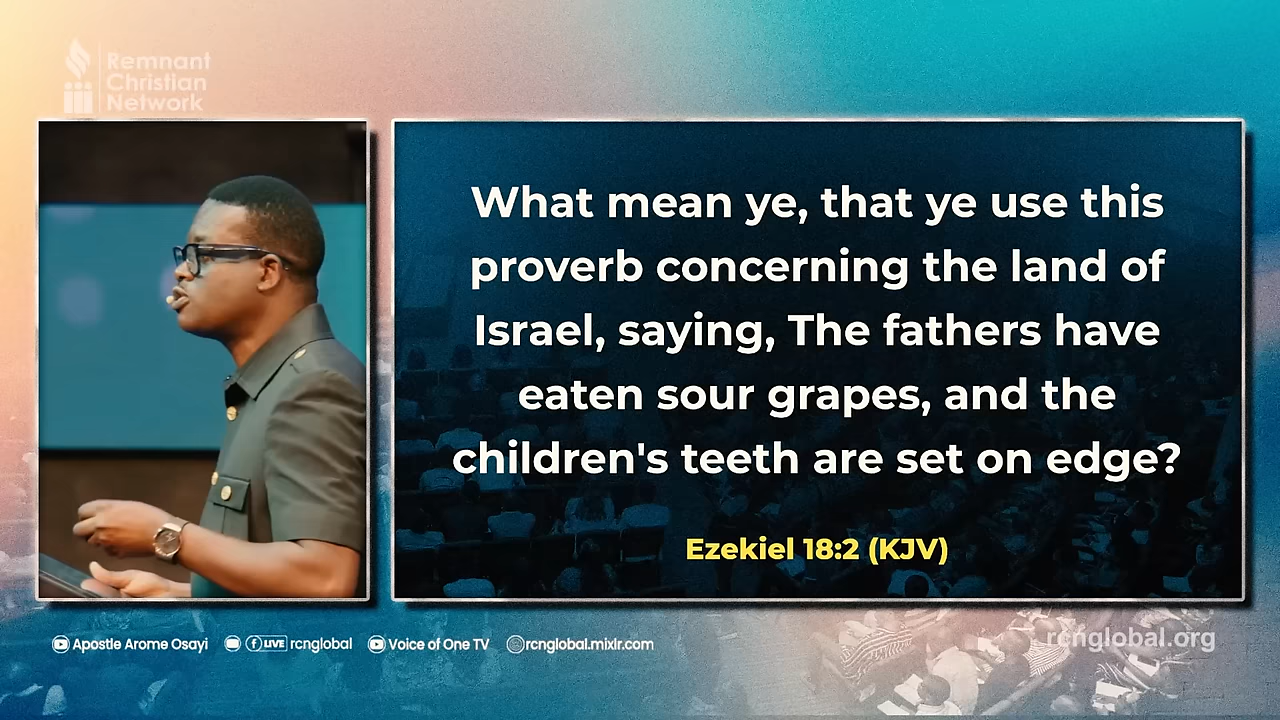 Remnant
Christian
Network
What mean ye, that ye use this
proverb concerning the land of
Israel, saying, The fathers have
eaten sour grapes, and the
children's teeth are set on edge?
Ezekiel 18:2 (KJV)
Apostle Arome Osayi LIVE rcnglobal Voice of One TV rcnglobal.mixlr.com
rcnglobal.org